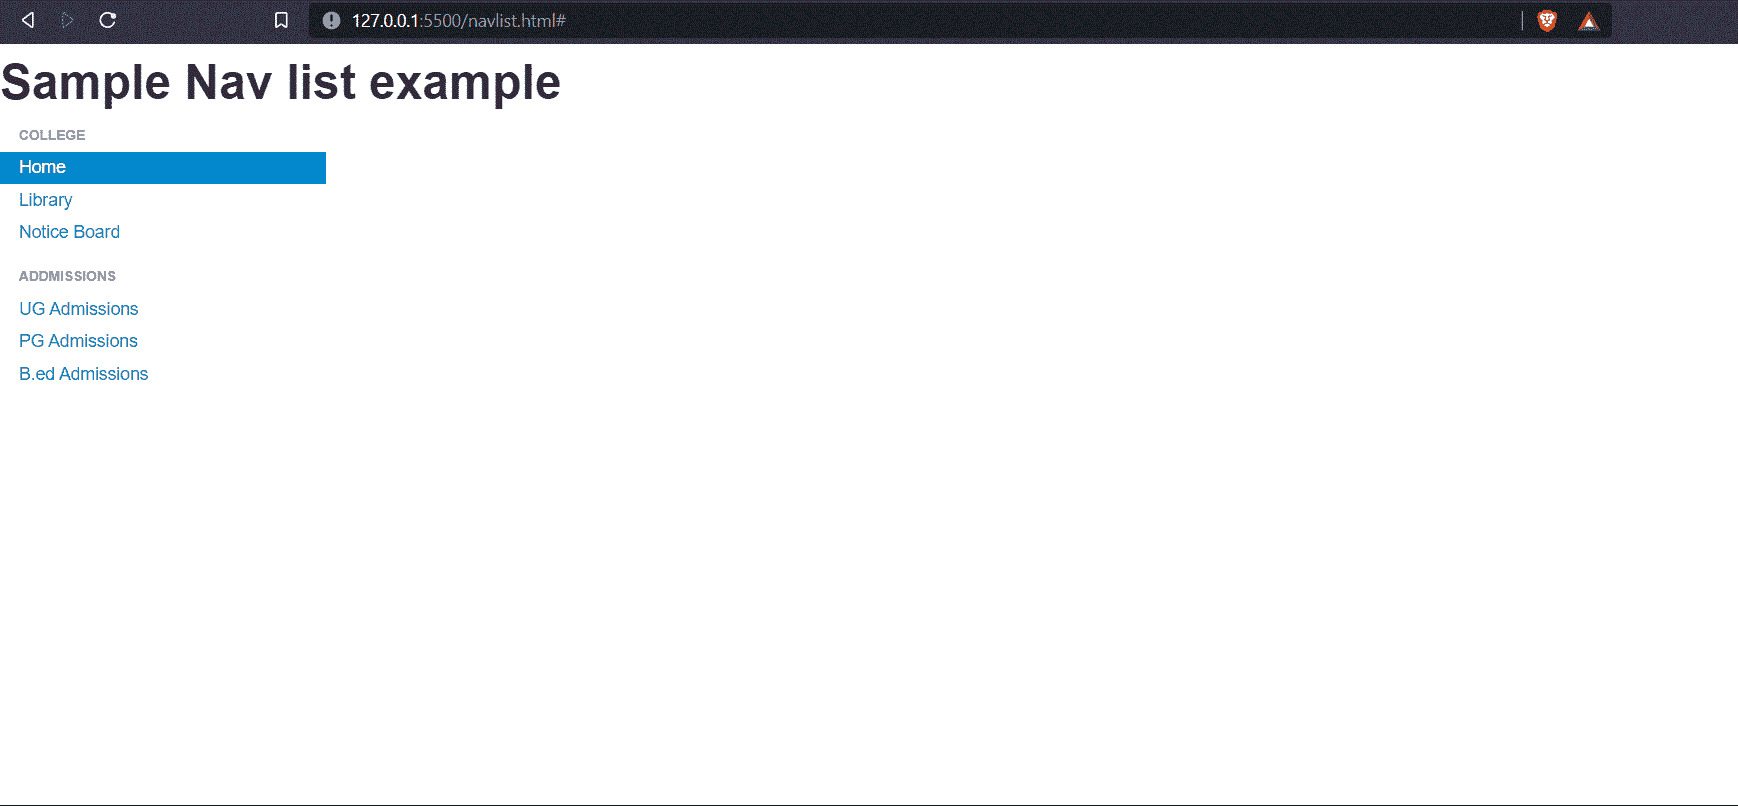 127.0.0.1:5500/navlist.html#
Sample Nav list example
COLLEGE
Home
Library
Notice Board
ADDMISSIONS
UG Admissions
PG Admissions
B.ed Admissions